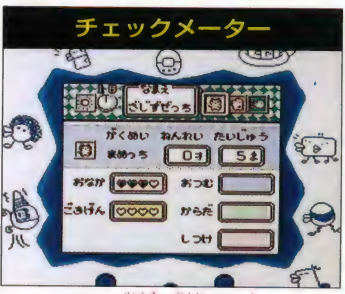 チェックメーター
なまえ
ざじずぜっち
がくめい ねんれい たいじゅう
まめっち 0才 5g
おなか おつむ
ごきげん からだ
しつけ